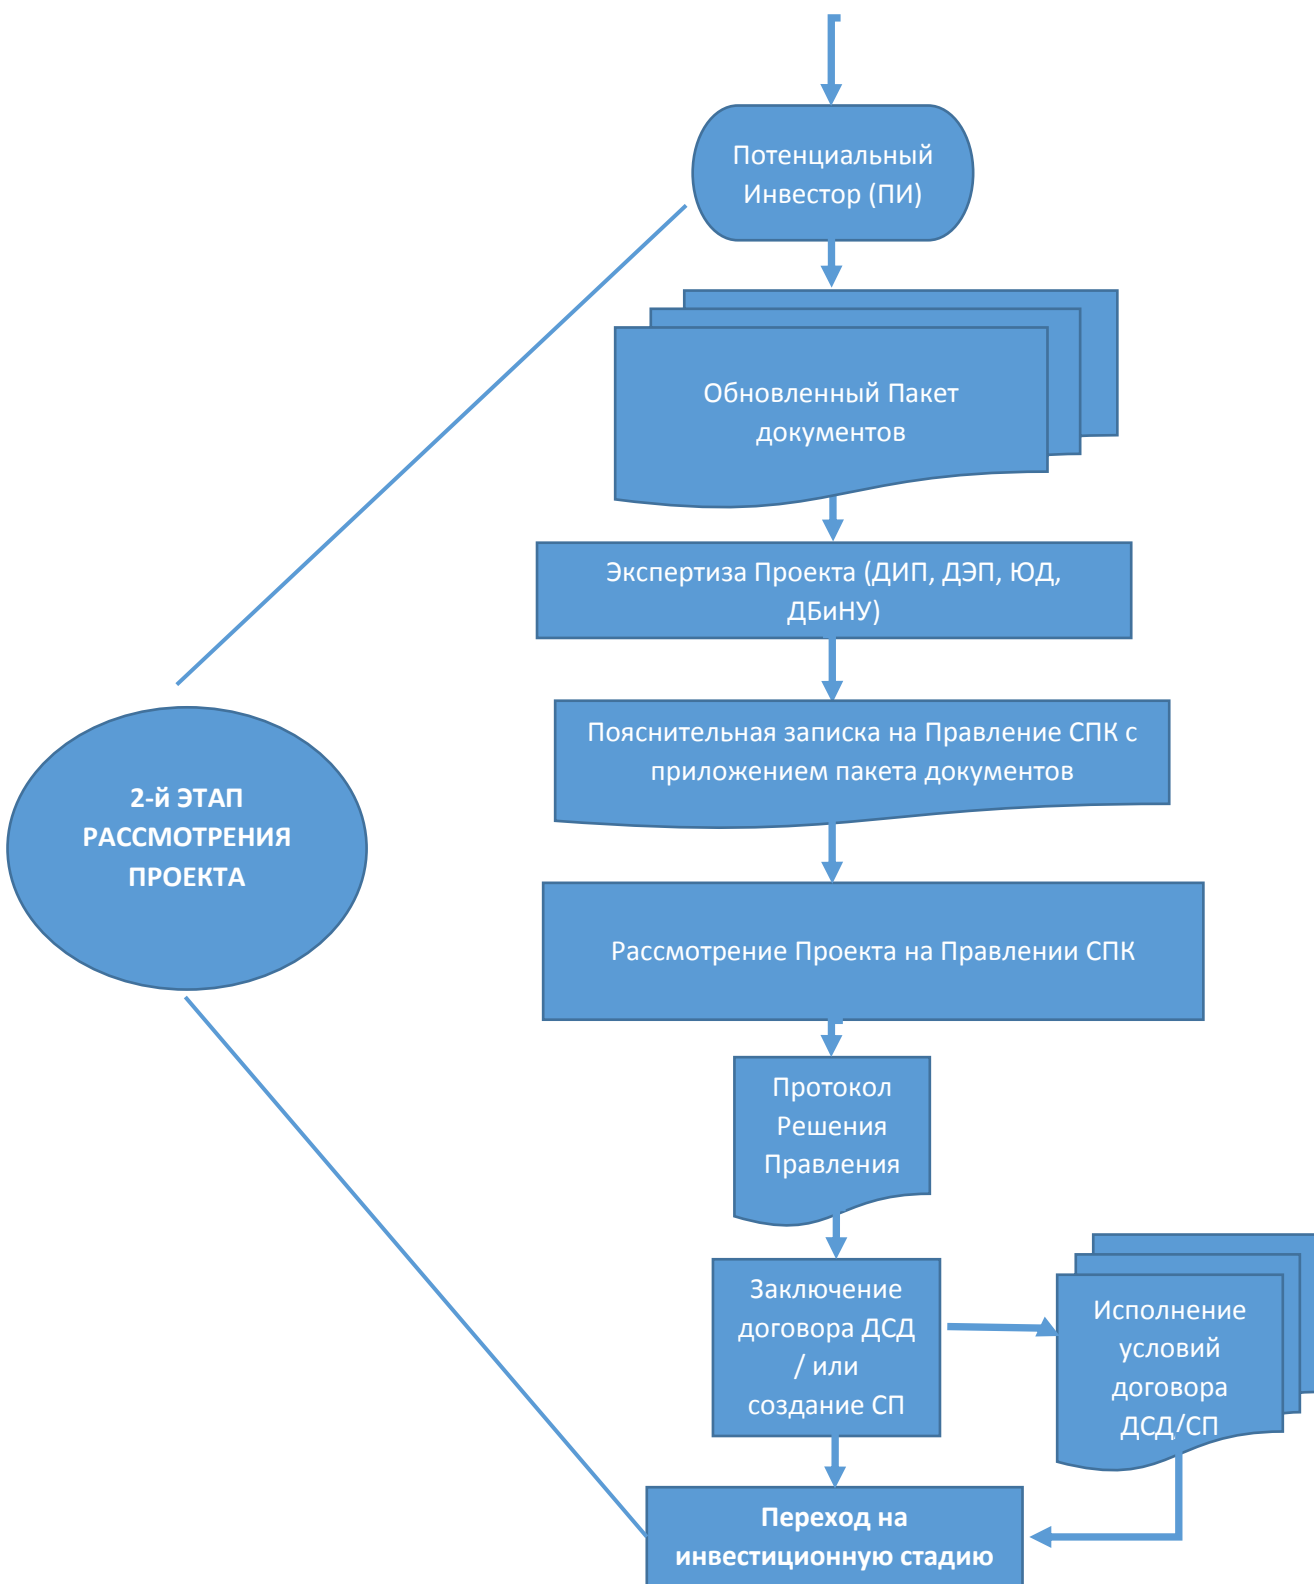 Потенциальный
Инвестор (ПИ)
Обновленный Пакет
документов
Экспертиза Проекта (ДИП, ДЭП, ЮД,
ДБиНУ)
Пояснительная записка на Правление СПК с
приложением пакета документов
2-й ЭТАП
РАССМОТРЕНИЯ
ПРОЕКТА
Рассмотрение Проекта на Правлении СПК
Протокол
Решения
Правления
Заключение
договора ДСД
/ или
создание СП
Исполнение
условий
договора
ДСД/СП
Переход на
инвестиционную стадию